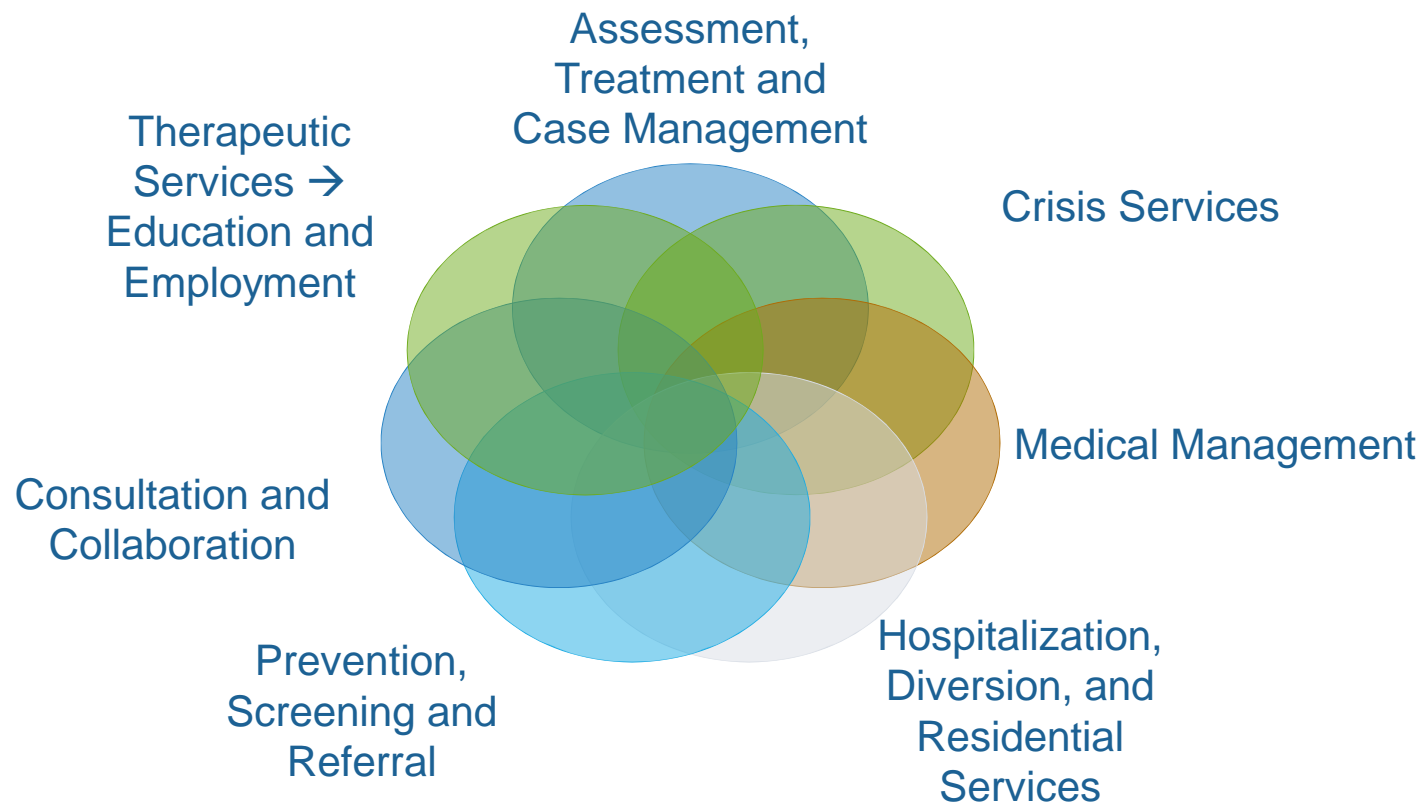 Assessment,
Treatment and
Case Management
Crisis Services
Medical Management
Hospitalization,
Diversion, and
Residential
Services
Prevention,
Screening and
Referral
Consultation and
Collaboration
Therapeutic
Services →
Education and
Employment